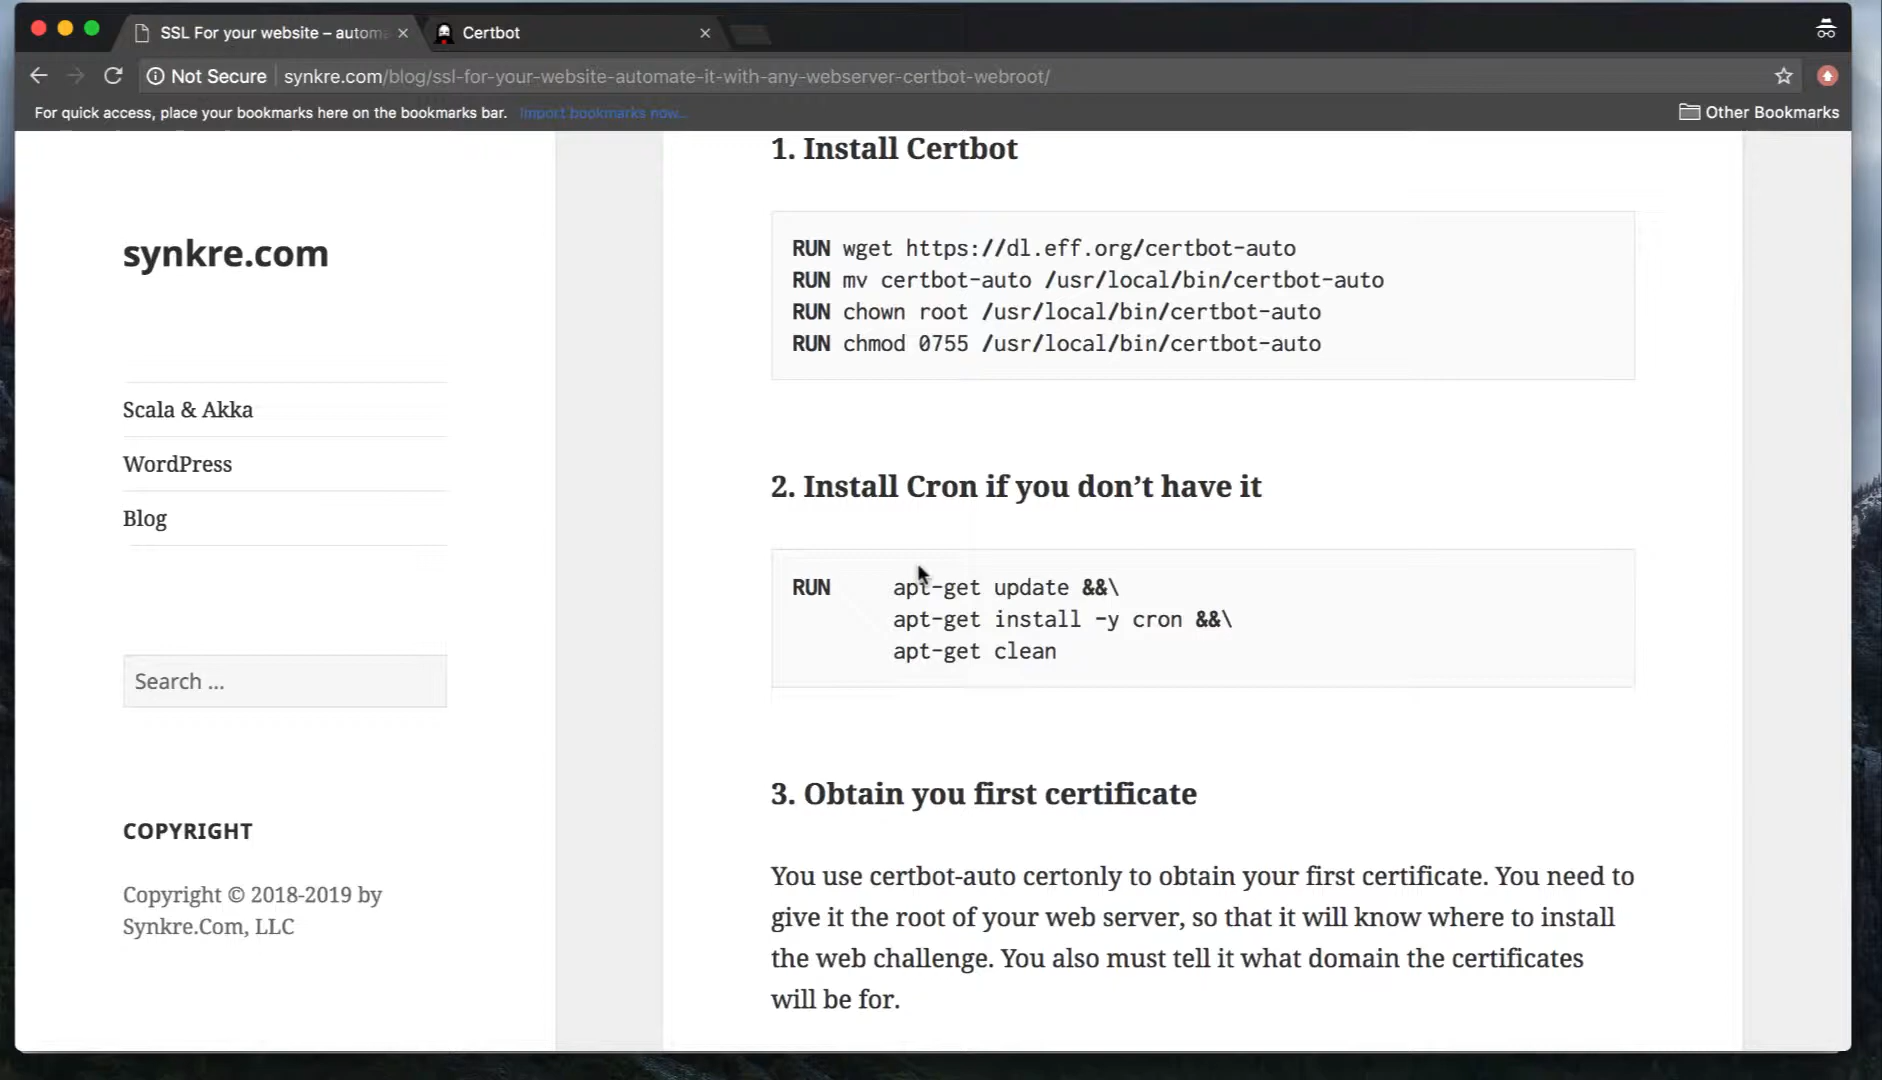 SSL For your website – autom
Certbot
Not Secure
synkre.com/blog/ssl-for-your-website-automate-it-with-any-webserver-certbot-webroot/
For quick access, place your bookmarks here on the bookmarks bar. Import bookmarks now...
Other Bookmarks
synkre.com
Scala & Akka
WordPress
Blog
Search ...
COPYRIGHT
Copyright © 2018-2019 by
Synkre.Com, LLC
1. Install Certbot
RUN wget https://dl.eff.org/certbot-auto
RUN mv certbot-auto /usr/local/bin/certbot-auto
RUN chown root /usr/local/bin/certbot-auto
RUN chmod 0755 /usr/local/bin/certbot-auto
2. Install Cron if you don’t have it
RUN apt-get update &&\
apt-get install -y cron &&\
apt-get clean
3. Obtain you first certificate
You use certbot-auto certonly to obtain your first certificate. You need to
give it the root of your web server, so that it will know where to install
the web challenge. You also must tell it what domain the certificates
will be for.